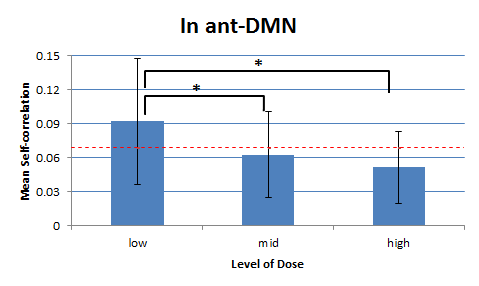 In ant-DMN
0.15
0.12
0.09
0.06
0.03
0
Mean Self-correlation
*
*
low mid high
Level of Dose